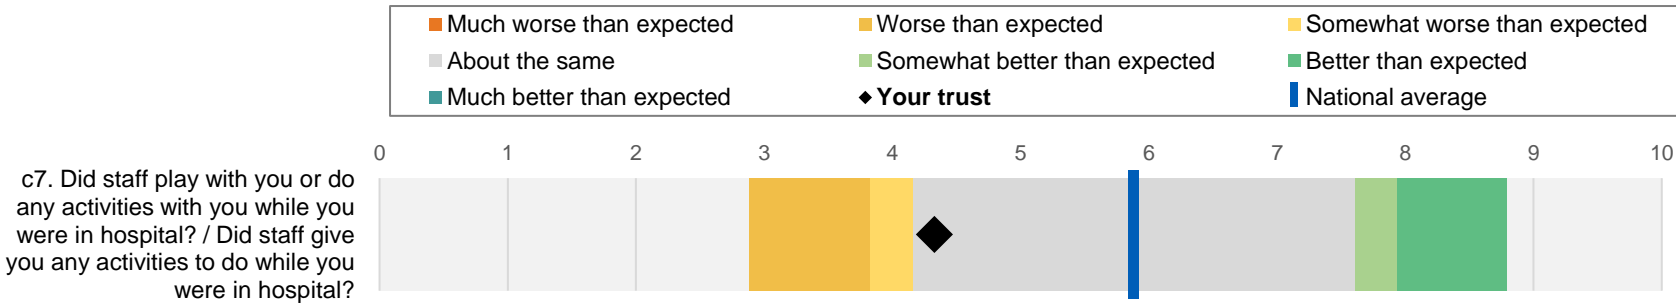 Much worse than expected
Worse than expected
Somewhat worse than expected
About the same
Somewhat better than expected
Better than expected
Much better than expected
Your trust
National average
0 1 2 3 4 5 6 7 8 9 10
c7. Did staff play with you or do
any activities with you while you
were in hospital? / Did staff give
you any activities to do while you
were in hospital?